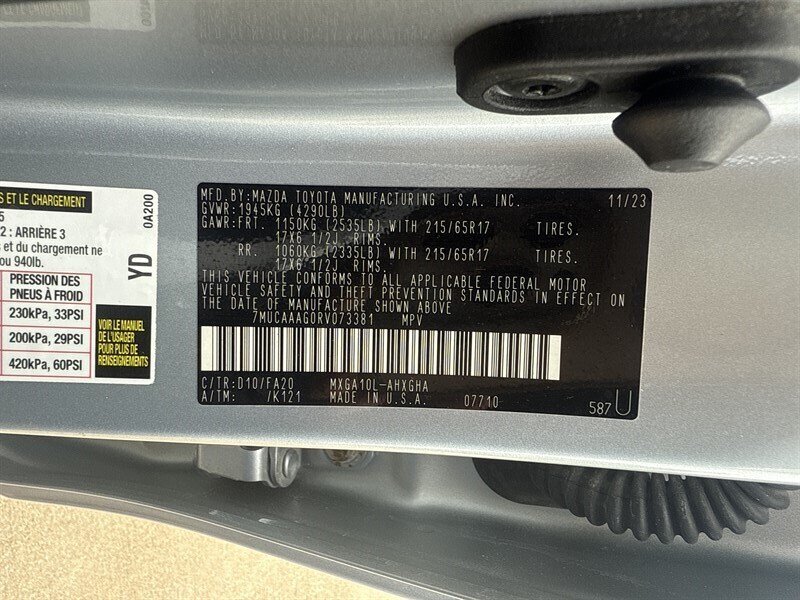 S ET LE CHARGEMENT
5
2 : ARRIÈRE 3
s et du chargement ne
ou 940lb.
PRESSION DES
PNEUS À FROID
230kPa, 33PSI
200kPa, 29PSI
420kPa, 60PSI
0A200
YD
VOIR LE MANUEL
DE L'USAGER
POUR PLUS DE
RENSEIGNEMENTS
MFD.BY:MAZDA TOYOTA MANUFACTURING U.S.A. INC. 11/23
GVWR: 1945KG (4290LB)
GAWR:FRT. 1150KG (2535LB) WITH 215/65R17 TIRES.
17X6 1/2J RIMS.
RR. 1060KG (2335LB) WITH 215/65R17 TIRES.
17X6 1/2J RIMS.
THIS VEHICLE CONFORMS TO ALL APPLICABLE FEDERAL MOTOR
VEHICLE SAFETY AND THEFT PREVENTION STANDARDS IN EFFECT ON
THE DATE OF MANUFACTURE SHOWN ABOVE
7MUCAAAG0RV073381 MPV
C/TR:D10/FA20 MXGA10L-AHXGHA
A/TM: /K121 MADE IN U.S.A. 07710
587U